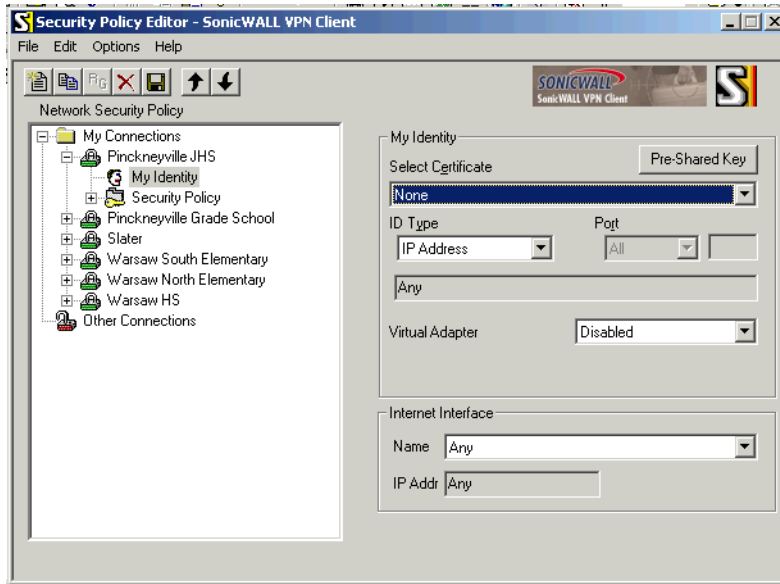 Security Policy Editor - SonicWALL VPN Client
File Edit Options Help
SONICWALL
SonicWALL VPN Client
Network Security Policy
My Connections
Pinckneyville JHS
My Identity
Security Policy
Pinckneyville Grade School
Slater
Warsaw South Elementary
Warsaw North Elementary
Warsaw HS
Other Connections
My Identity
Select Certificate
Pre-Shared Key
None
ID Type Port
IP Address All
Any
Virtual Adapter Disabled
Internet Interface
Name Any
IP Addr Any